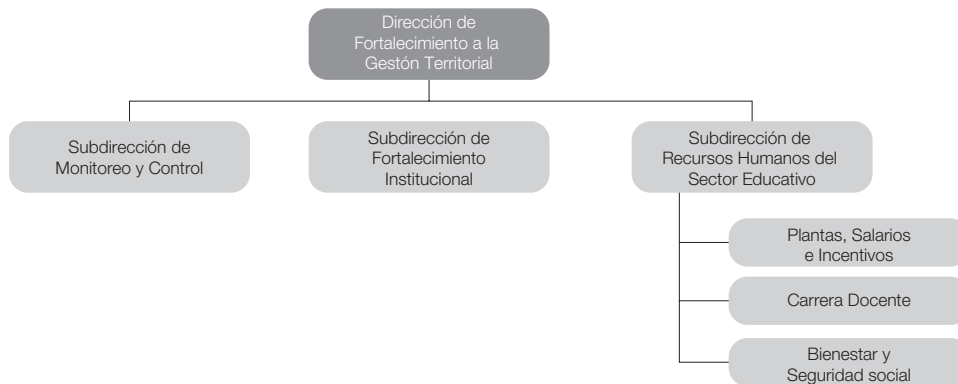 Dirección de
Fortalecimiento a la
Gestón Territorial
Subdirección de
Monitoreo y Control
Subdirección de
Fortalecimiento
Institucional
Subdirección de
Recursos Humanos del
Sector Educativo
Plantas, Salarios
e Incentivos
Carrera Docente
Bienestar y
Seguridad social